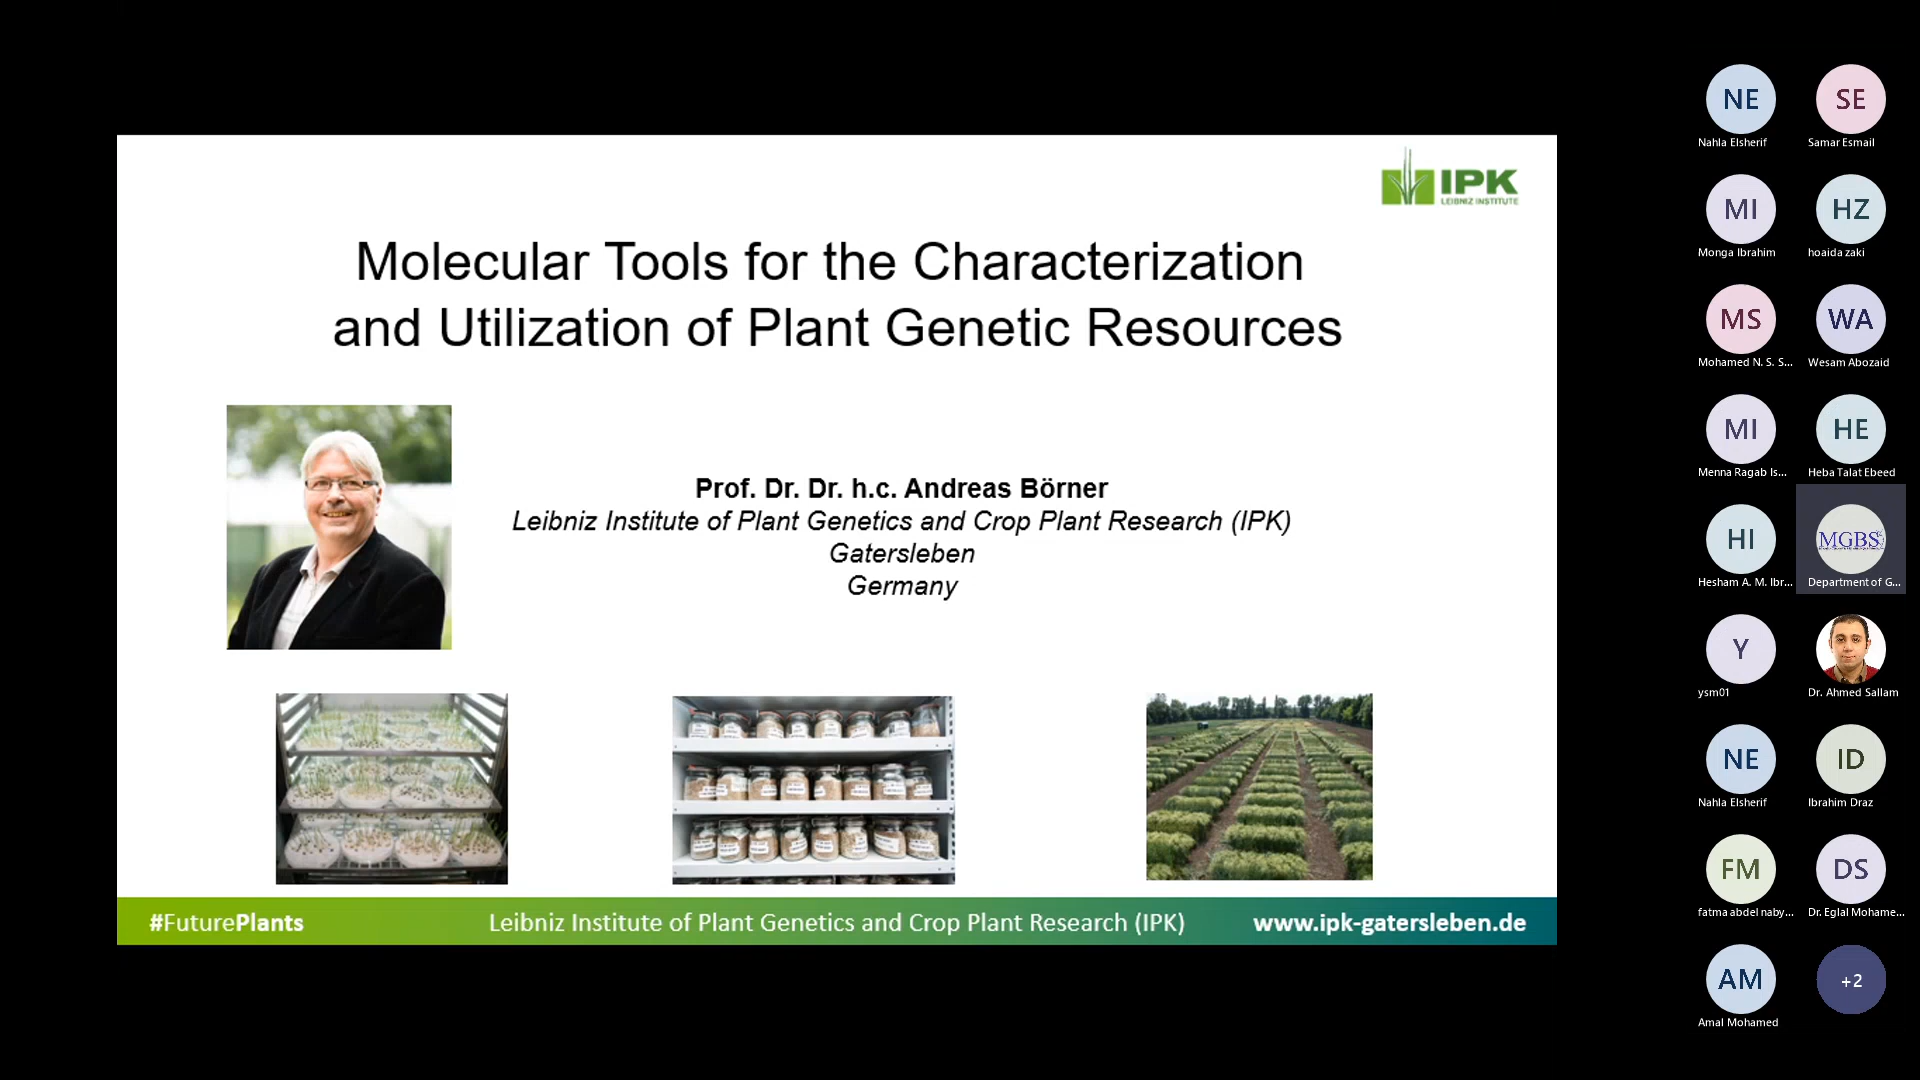 IPK
LEIBNIZ INSTITUTE
Molecular Tools for the Characterization
and Utilization of Plant Genetic Resources
Prof. Dr. Dr. h.c. Andreas Börner
Leibniz Institute of Plant Genetics and Crop Plant Research (IPK)
Gatersleben
Germany
#FuturePlants
Leibniz Institute of Plant Genetics and Crop Plant Research (IPK)
www.ipk-gatersleben.de
NE
Nahla Elsherif
SE
Samar Esmail
MI
Monga Ibrahim
HZ
hoaida zaki
MS
Mohamed N. S. S...
WA
Wesam Abozaid
MI
Menna Ragab Is...
HE
Heba Talat Ebeed
HI
Hesham A. M. Ibr...
MGBS
Department of G...
Y
ysm01
Dr. Ahmed Sallam
NE
Nahla Elsherif
ID
Ibrahim Draz
FM
fatma abdel naby...
DS
Dr. Eglal Mohame...
AM
Amal Mohamed
+2